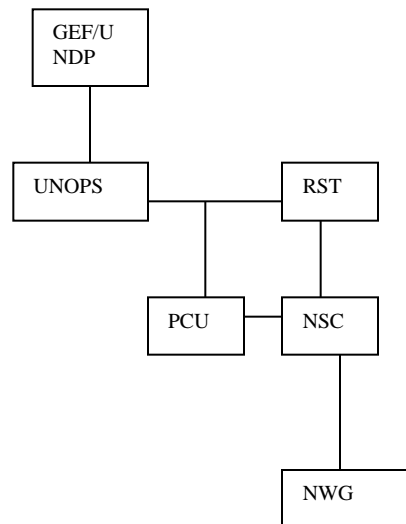 GEF/U
NDP
UNOPS
RST
PCU
NSC
NWG